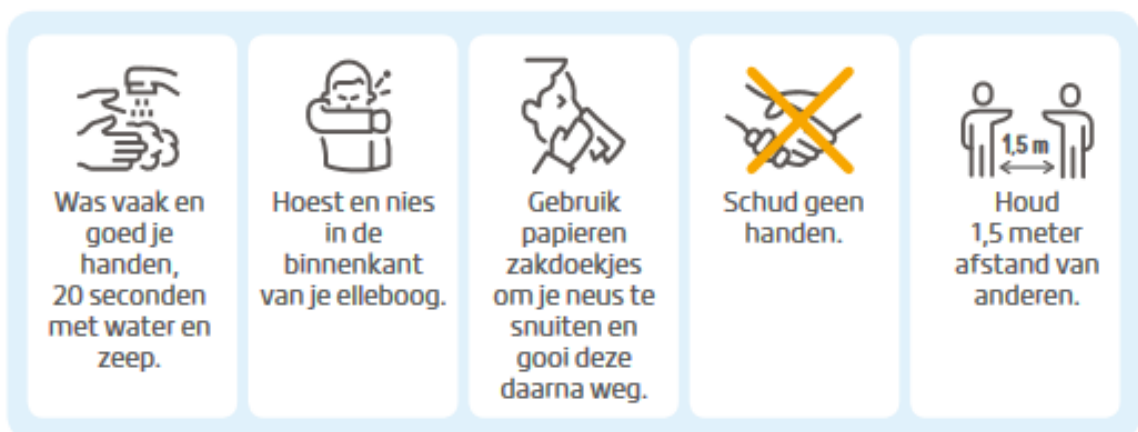 Was vaak en
goed je
handen,
20 seconden
met water en
zeep.
Hoest en nies
in de
binnenkant
van je elleboog.
Gebruik
papieren
zakdoekjes
om je neus te
snuiten en
gooi deze
daarna weg.
Schud geen
handen.
1,5 m
Houd
1,5 meter
afstand van
anderen.